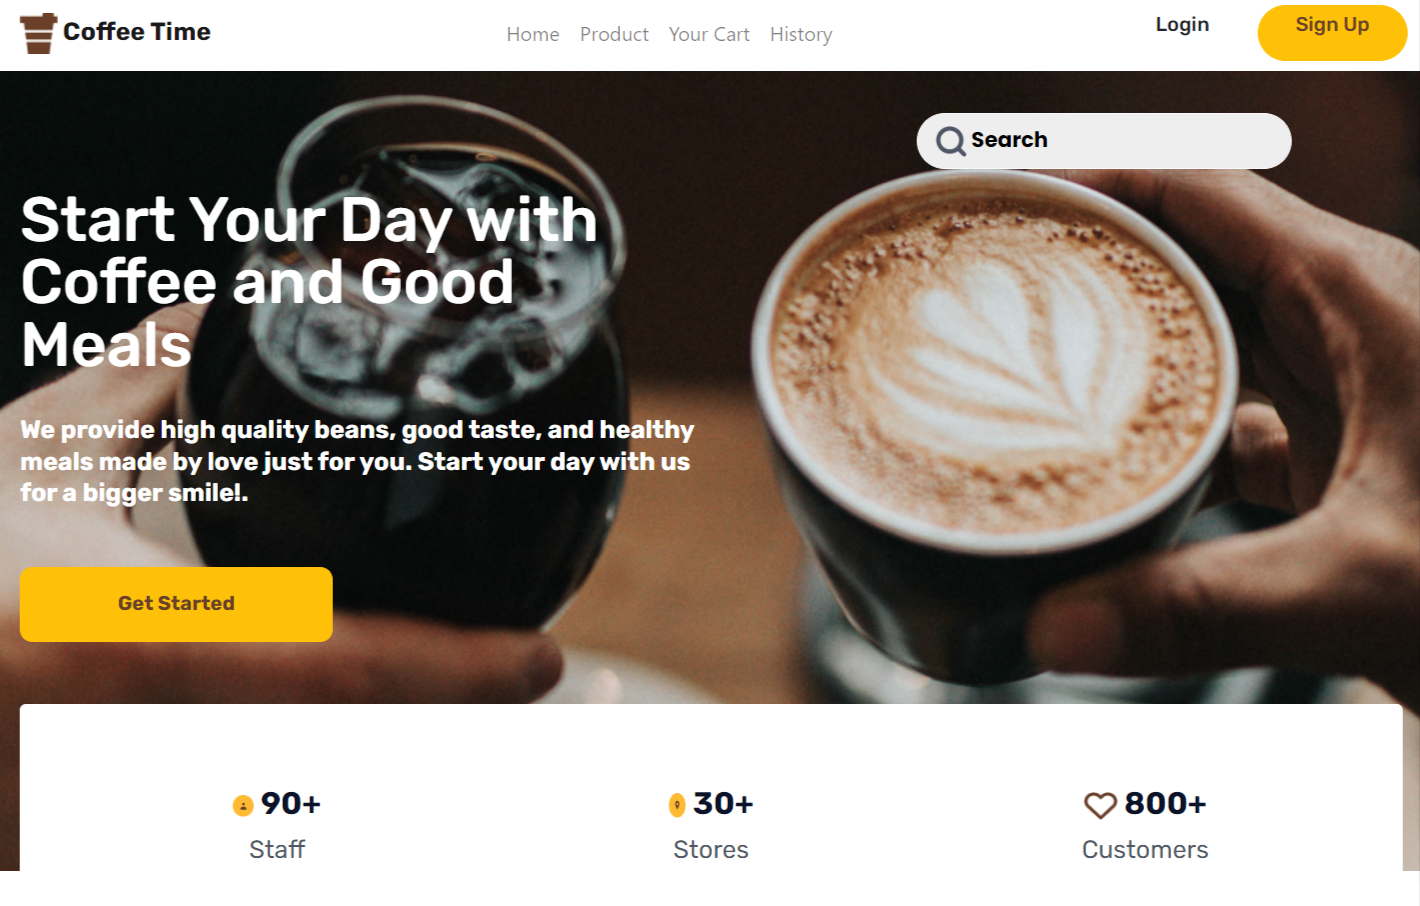 Coffee Time
Home Product Your Cart History
Login
Sign Up
Search
Start Your Day with
Coffee and Good
Meals
We provide high quality beans, good taste, and healthy
meals made by love just for you. Start your day with us
for a bigger smile!.
Get Started
90+
Staff
30+
Stores
800+
Customers